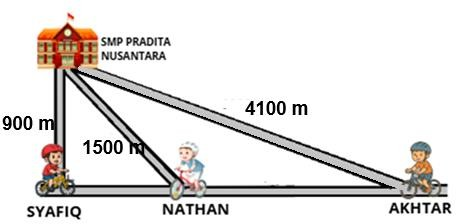 SMP PRADITA
NUSANTARA
900 m
1500 m
4100 m
SYAFIQ
NATHAN
AKHTAR